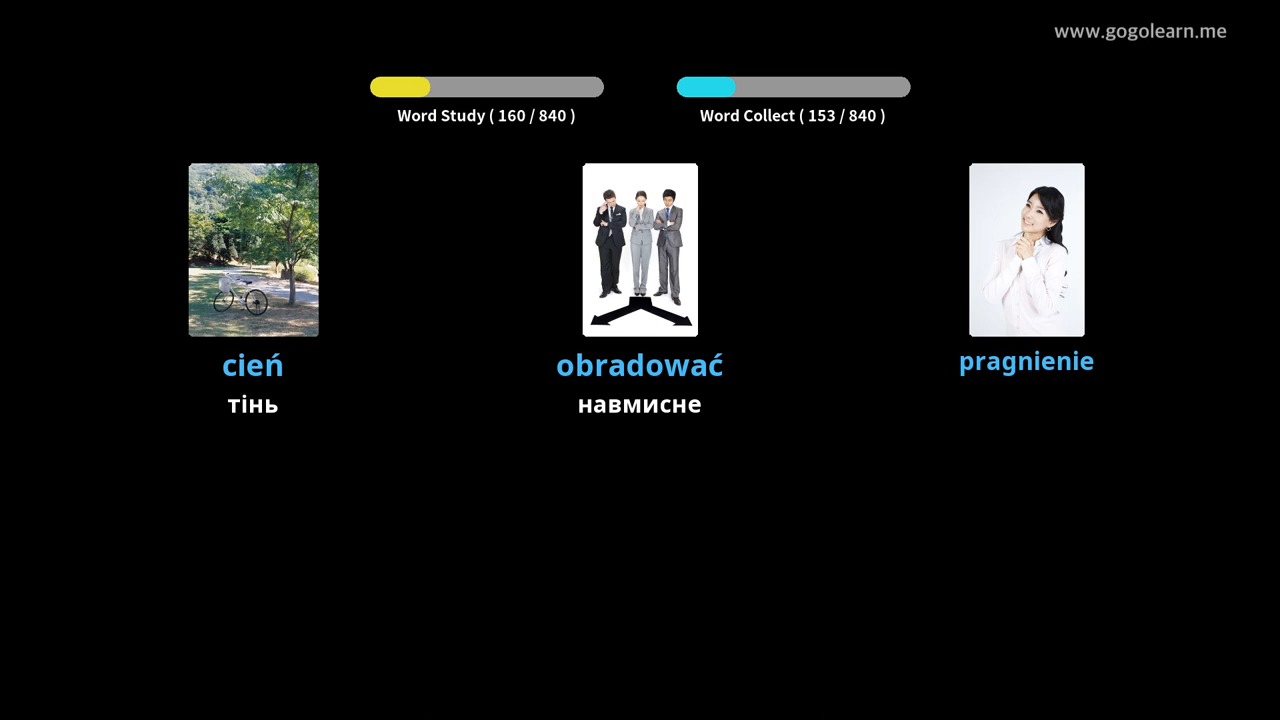 www.gogolearn.me
Word Study ( 160 / 840 )
Word Collect ( 153 / 840 )
cień
obradować
pragnienie
тінь
навмисне